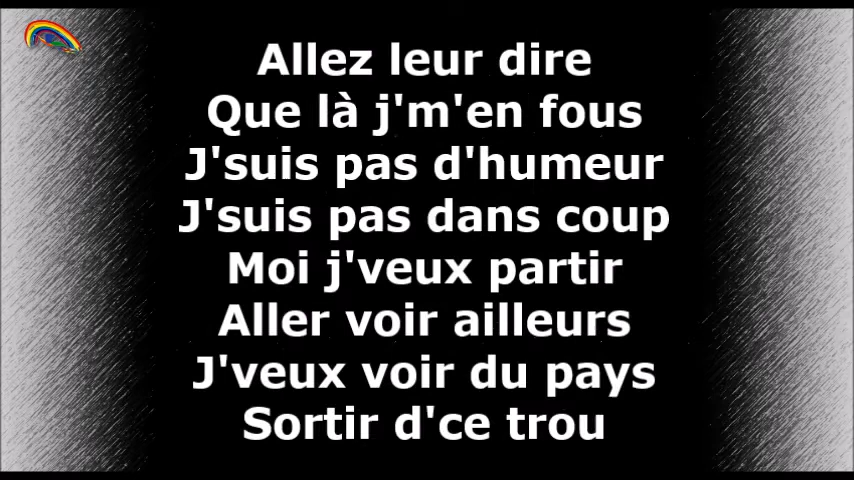 Allez leur dire
Que là j'm'en fous
J'suis pas d'humeur
J'suis pas dans coup
Moi j'veux partir
Aller voir ailleurs
J'veux voir du pays
Sortir d'ce trou